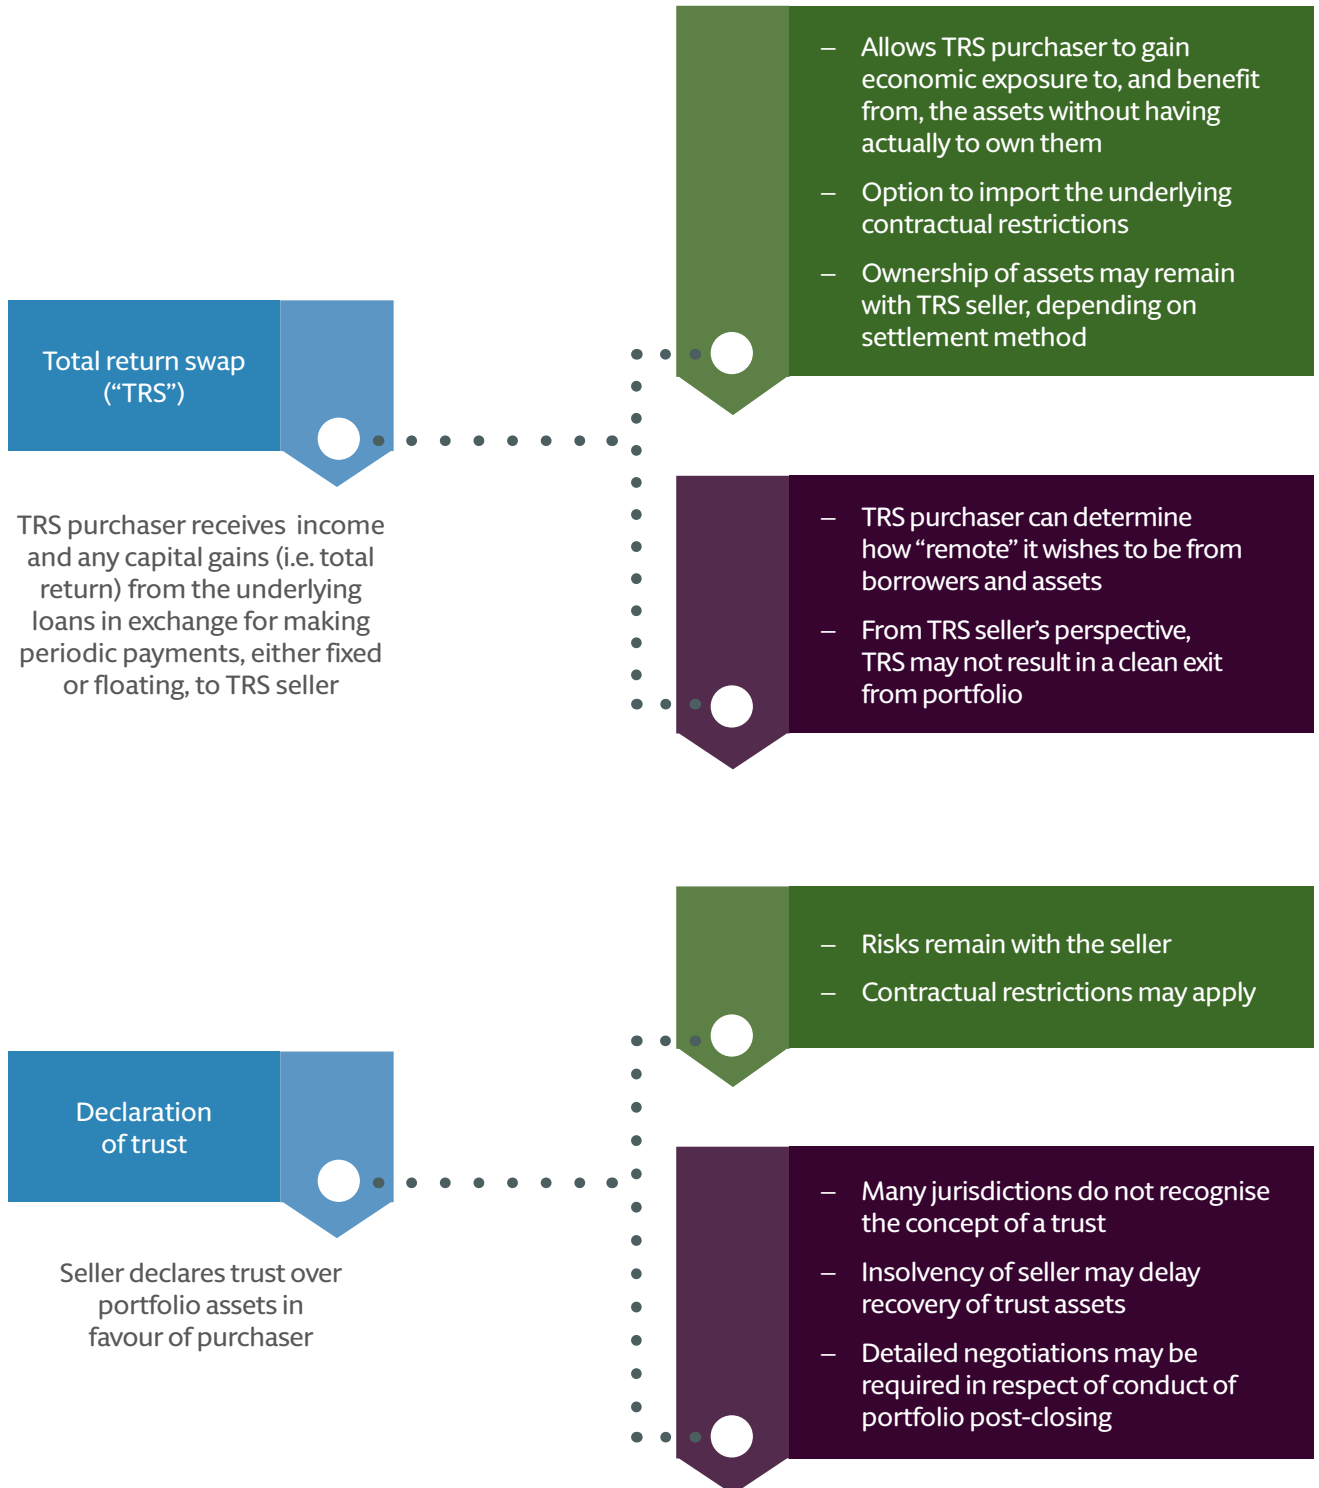 Total return swap
(“TRS”)
TRS purchaser receives income
and any capital gains (i.e. total
return) from the underlying
loans in exchange for making
periodic payments, either fixed
or floating, to TRS seller
– Allows TRS purchaser to gain
economic exposure to, and benefit
from, the assets without having
actually to own them
– Option to import the underlying
contractual restrictions
– Ownership of assets may remain
with TRS seller, depending on
settlement method
– TRS purchaser can determine
how “remote” it wishes to be from
borrowers and assets
– From TRS seller’s perspective,
TRS may not result in a clean exit
from portfolio
Declaration
of trust
Seller declares trust over
portfolio assets in
favour of purchaser
– Risks remain with the seller
– Contractual restrictions may apply
– Many jurisdictions do not recognise
the concept of a trust
– Insolvency of seller may delay
recovery of trust assets
– Detailed negotiations may be
required in respect of conduct of
portfolio post-closing